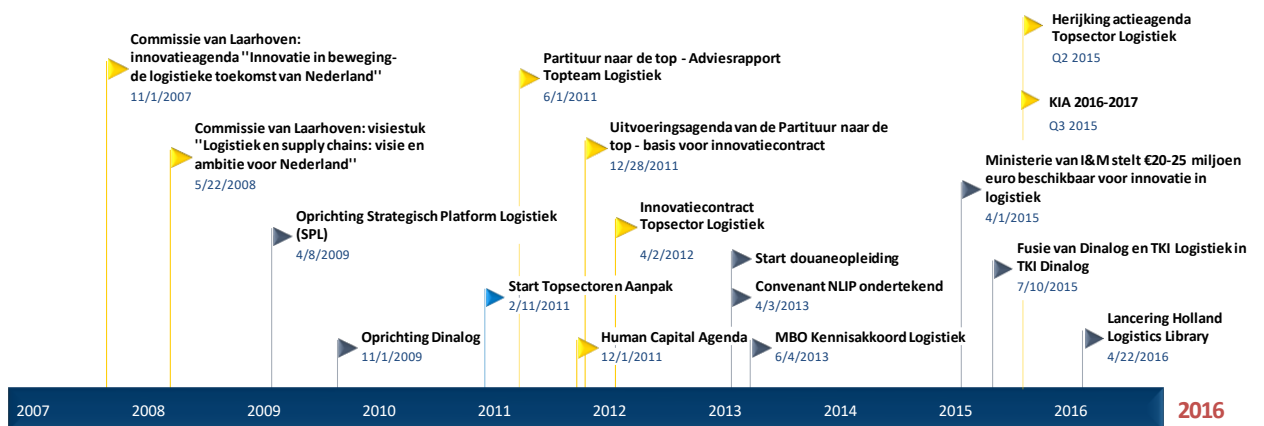 Commissie van Laarhoven:
innovatieagenda "Innovatie in beweging-
de logistieke toekomst van Nederland"
11/1/2007
Commissie van Laarhoven: visiestuk
"Logistiek en supply chains: visie en
ambitie voor Nederland"
5/22/2008
Oprichting Strategisch Platform Logistiek
(SPL)
4/8/2009
Oprichting Dinalog
11/1/2009
Partituur naar de top - Adviesrapport
Topteam Logistiek
6/1/2011
Uitvoeringsagenda van de Partituur naar de
top - basis voor innovatiecontract
12/28/2011
Innovatiecontract
Topsector Logistiek
4/2/2012
Start Topsectoren Aanpak
2/11/2011
Human Capital Agenda
12/1/2011
Start douaneopleiding
Convenant NLIP ondertekend
4/3/2013
MBO Kennisakkoord Logistiek
6/4/2013
Herijking actieagenda
Topsector Logistiek
Q2 2015
KIA 2016-2017
Q3 2015
Ministerie van I&M stelt €20-25 miljoen
euro beschikbaar voor innovatie in
logistiek
4/1/2015
Fusie van Dinalog en TKI Logistiek in
TKI Dinalog
7/10/2015
Lancering Holland
Logistics Library
4/22/2016
2007 2008 2009 2010 2011 2012 2013 2014 2015 2016 2016